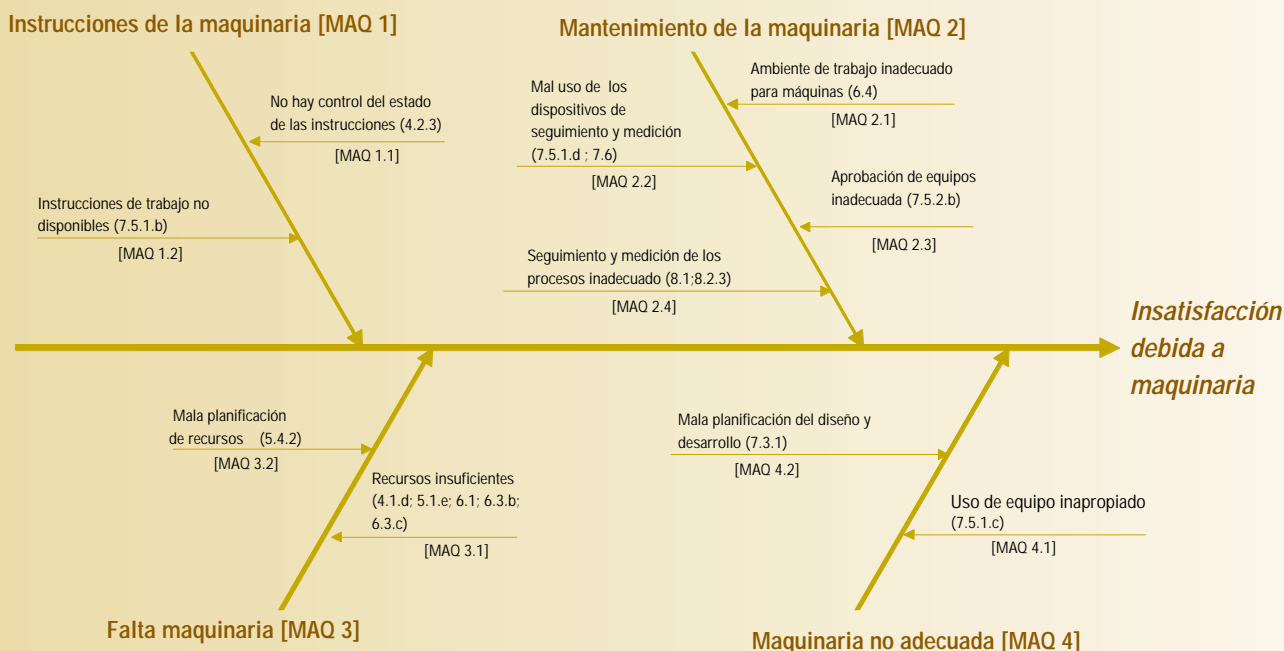 Instrucciones de la maquinaria [MAQ 1]
No hay control del estado
de las instrucciones (4.2.3)
[MAQ 1.1]
Instrucciones de trabajo no
disponibles (7.5.1.b)
[MAQ 1.2]
Mantenimiento de la maquinaria [MAQ 2]
Ambiente de trabajo inadecuado
para máquinas (6.4)
[MAQ 2.1]
Mal uso de los
dispositivos de
seguimiento y medición
(7.5.1.d ; 7.6)
[MAQ 2.2]
Aprobación de equipos
inadecuada (7.5.2.b)
[MAQ 2.3]
Seguimiento y medición de los
procesos inadecuado (8.1;8.2.3)
[MAQ 2.4]
Insatisfacción
debida a
maquinaria
Mala planificación
de recursos (5.4.2)
[MAQ 3.2]
Recursos insuficientes
(4.1.d; 5.1.e; 6.1; 6.3.b;
6.3.c)
[MAQ 3.1]
Falta maquinaria [MAQ 3]
Mala planificación del diseño y
desarrollo (7.3.1)
[MAQ 4.2]
Uso de equipo inapropiado
(7.5.1.c)
[MAQ 4.1]
Maquinaria no adecuada [MAQ 4]